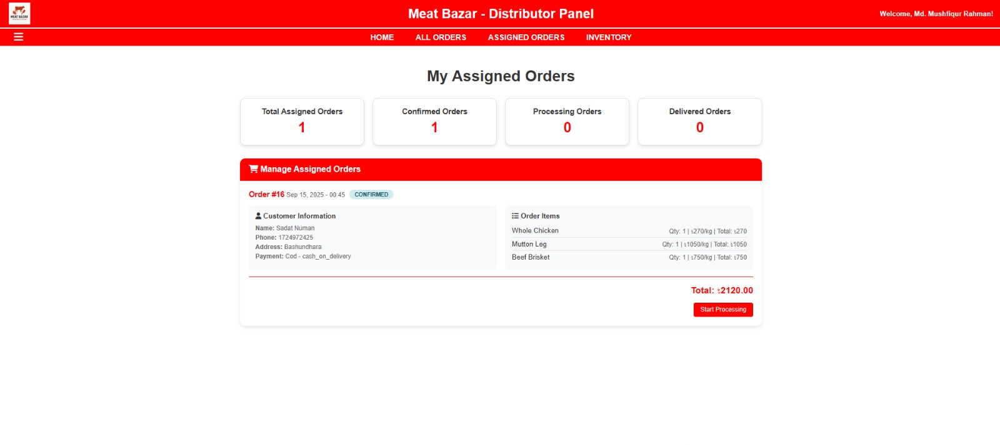 MEAT BAZAR
Meat Bazar - Distributor Panel
Welcome, Md. Mushfiqur Rahman!
HOME ALL ORDERS ASSIGNED ORDERS INVENTORY
My Assigned Orders
Total Assigned Orders
1
Confirmed Orders
1
Processing Orders
0
Delivered Orders
0
Manage Assigned Orders
Order #16 Sep 15, 2025 - 00:45 CONFIRMED
Customer Information
Name: Sadat Numan
Phone: 1724972425
Address: Bashundhara
Payment: Cod - cash_on_delivery
Order Items
Whole Chicken Qty: 1 | ৳270/kg | Total: ৳270
Mutton Leg Qty: 1 | ৳1050/kg | Total: ৳1050
Beef Brisket Qty: 1 | ৳750/kg | Total: ৳750
Total: ৳2120.00
Start Processing